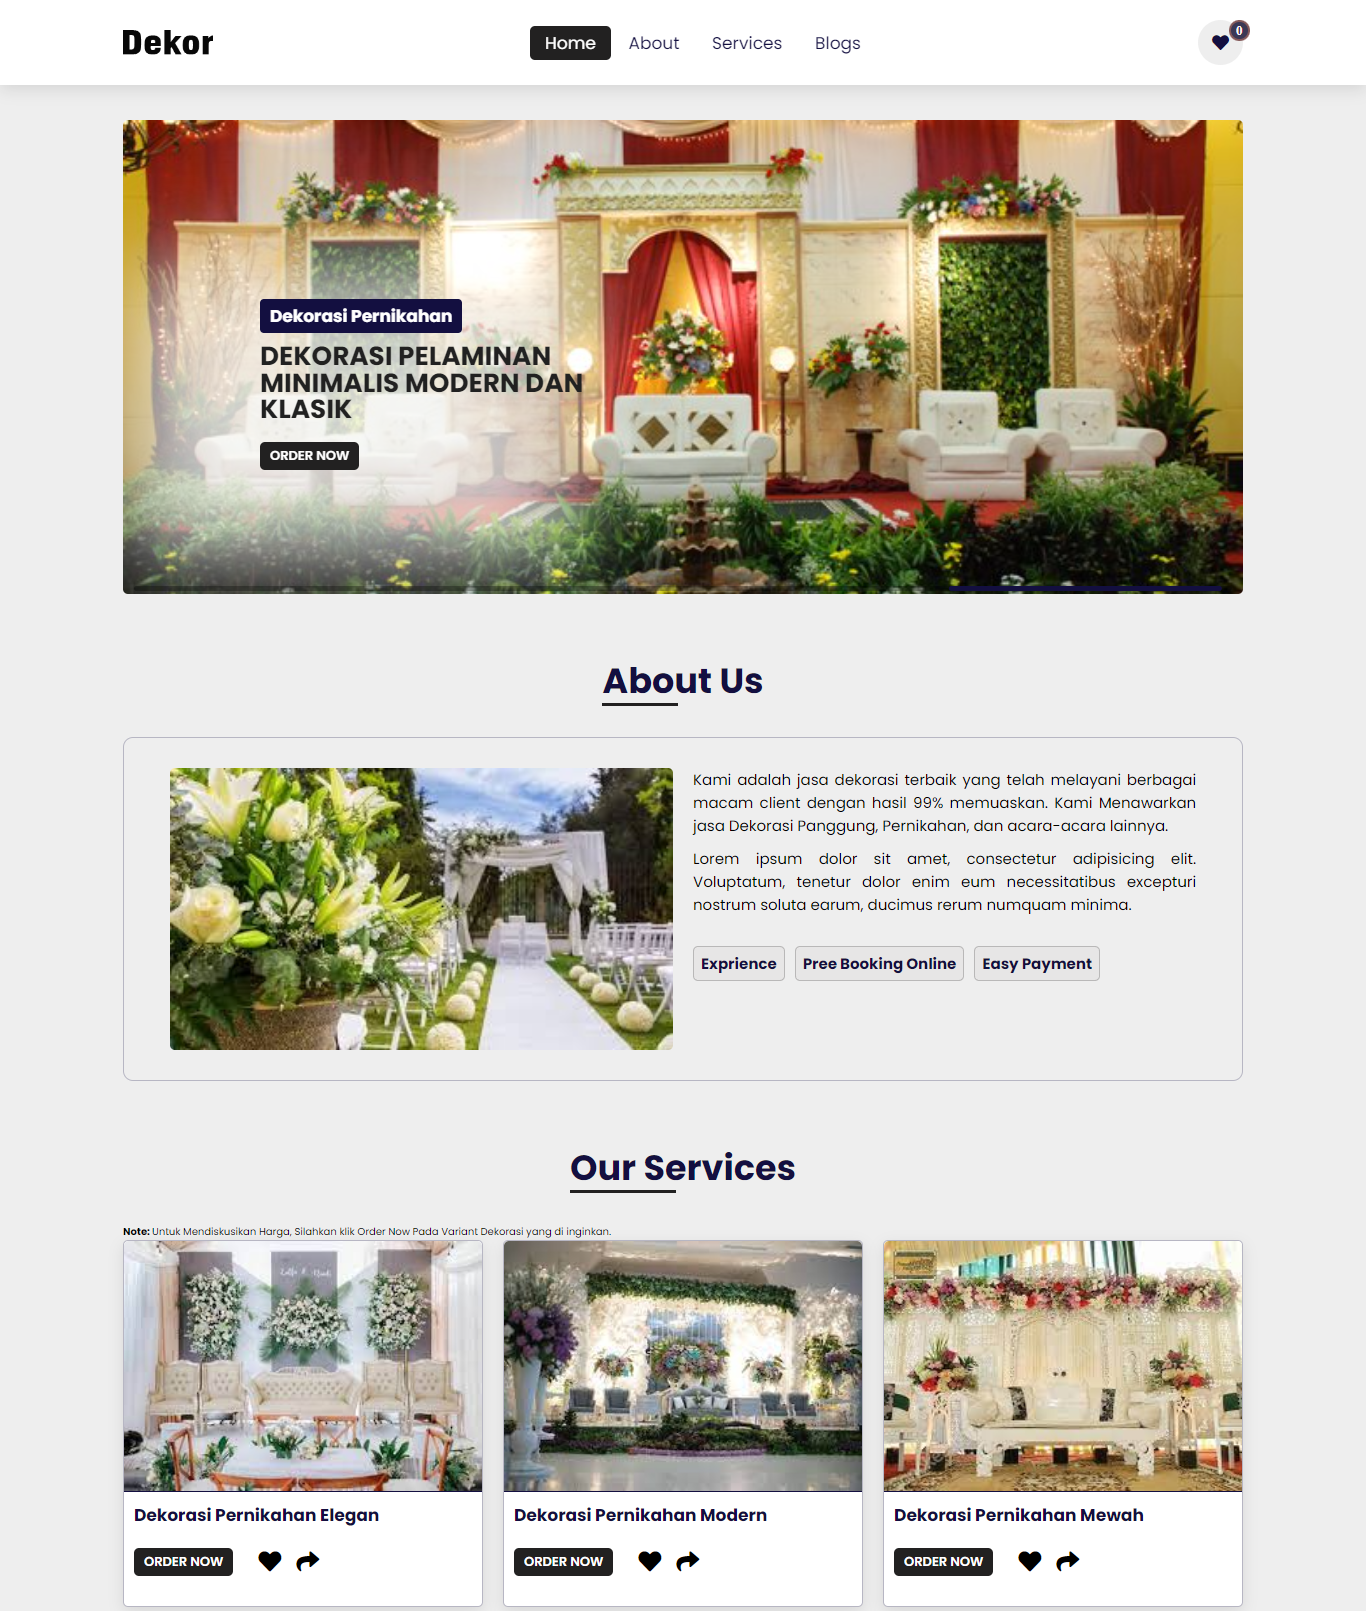 Dekor
Home
About
Services
Blogs
0
Dekorasi Pernikahan
DEKORASI PELAMINAN
MINIMALIS MODERN DAN
KLASIK
ORDER NOW
About Us
Kami adalah jasa dekorasi terbaik yang telah melayani berbagai
macam client dengan hasil 99% memuaskan. Kami Menawarkan
jasa Dekorasi Panggung, Pernikahan, dan acara-acara lainnya.
Lorem ipsum dolor sit amet, consectetur adipisicing elit.
Voluptatum, tenetur dolor enim eum necessitatibus excepturi
nostrum soluta earum, ducimus rerum numquam minima.
Exprience
Pree Booking Online
Easy Payment
Our Services
Note: Untuk Mendiskusikan Harga, Silahkan klik Order Now Pada Variant Dekorasi yang di inginkan.
Dekorasi Pernikahan Elegan
ORDER NOW
Dekorasi Pernikahan Modern
ORDER NOW
Dekorasi Pernikahan Mewah
ORDER NOW